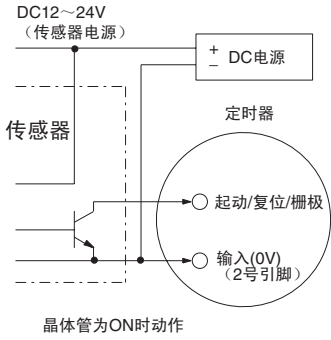 DC12～24V
（传感器电源）
+
−
DC电源
定时器
传感器
起动/复位/栅极
输入(0V)
（2号引脚）
晶体管为ON时动作